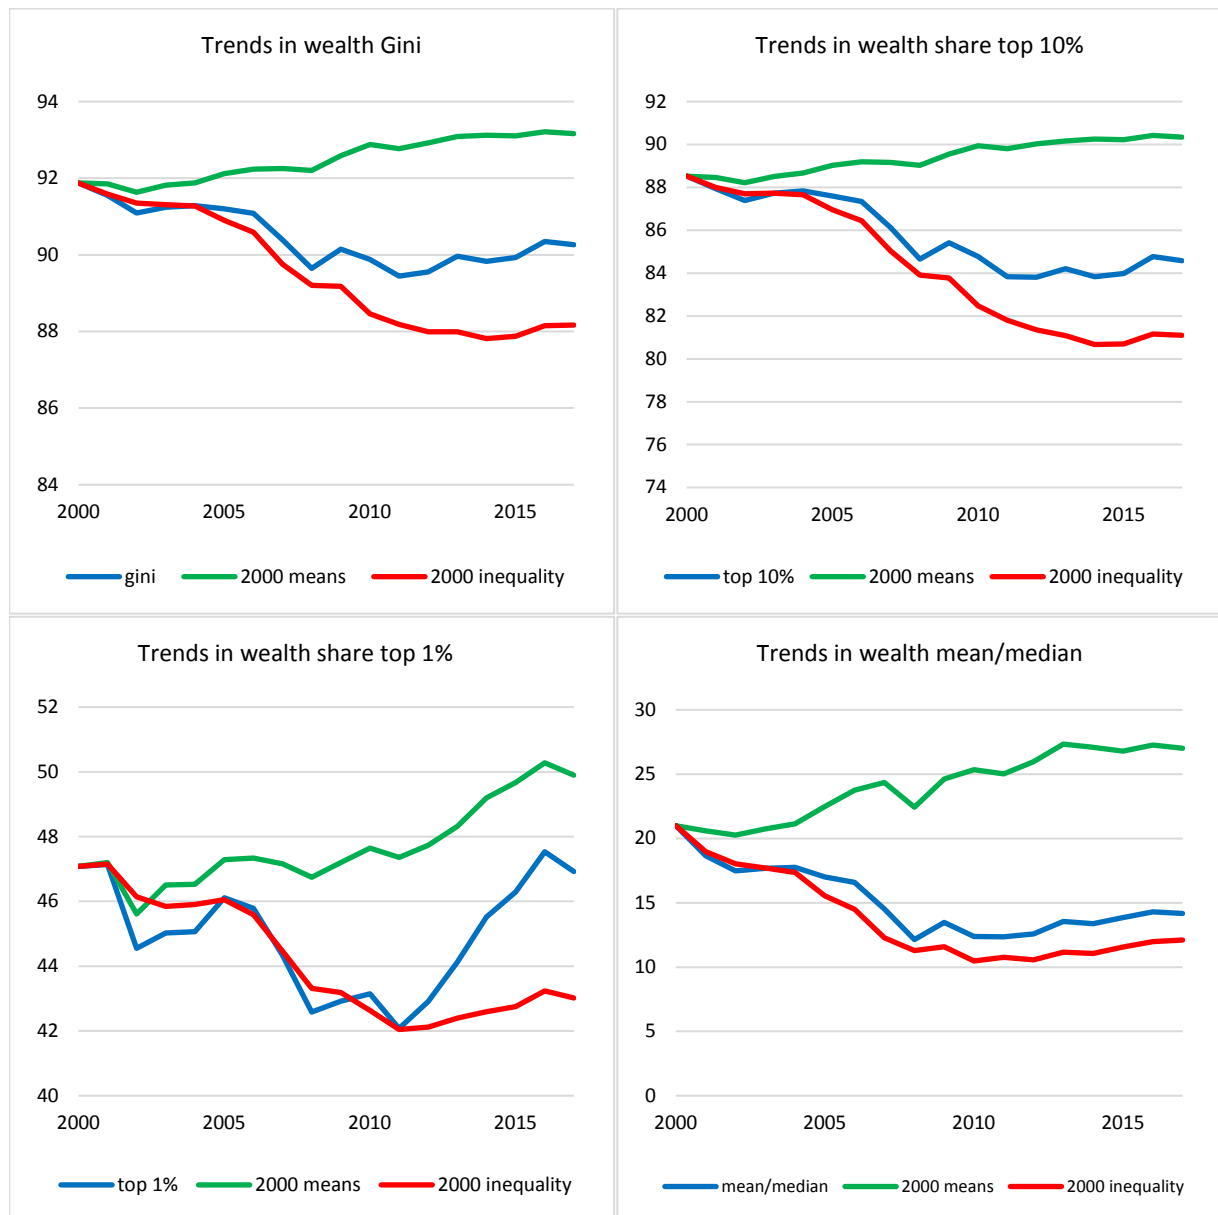 Trends in wealth Gini
94
92
90
88
86
84
2000 2005 2010 2015
gini 2000 means 2000 inequality
Trends in wealth share top 10%
92
90
88
86
84
82
80
78
76
74
2000 2005 2010 2015
top 10% 2000 means 2000 inequality
Trends in wealth share top 1%
52
50
48
46
44
42
40
2000 2005 2010 2015
top 1% 2000 means 2000 inequality
Trends in wealth mean/median
30
25
20
15
10
5
0
2000 2005 2010 2015
mean/median 2000 means 2000 inequality